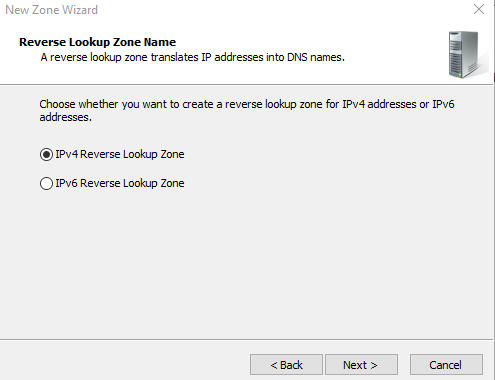 New Zone Wizard
Reverse Lookup Zone Name
A reverse lookup zone translates IP addresses into DNS names.
Choose whether you want to create a reverse lookup zone for IPv4 addresses or IPv6
addresses.
IPv4 Reverse Lookup Zone
IPv6 Reverse Lookup Zone
< Back
Next >
Cancel